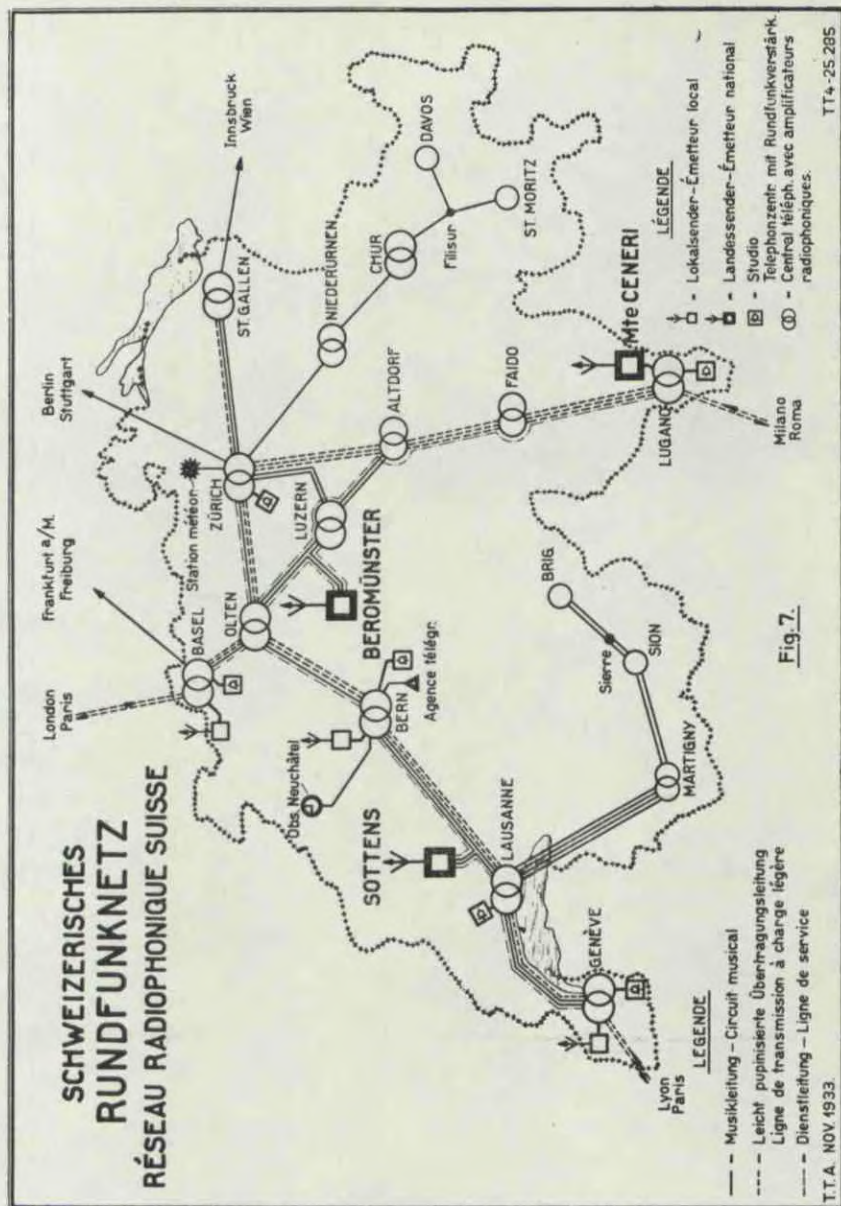 SCHWEIZERISCHES
RUNDFUNKNETZ
RÉSEAU RADIOPHONIQUE SUISSE
London
Paris
Frankfurt a/M.
Freiburg
Berlin
Stuttgart
Innsbruck
Wien
BASEL
OLTEN
Station météor.
ZÜRICH
ST. GALLEN
LUZERN
BEROMÜNSTER
NIEDERURNEN
CHUR
DAVOS
Filisur
ST. MORITZ
ALTDORF
FAIDO
Mte CENERI
LUGANO
Milano
Roma
Obs. Neuchâtel
BERN
Agence télégr.
SOTTENS
LAUSANNE
GENÈVE
Lyon
Paris
MARTIGNY
SION
Sierre
BRIG
Fig. 7.
LEGENDE
— - Musikleitung - Circuit musical
---- - Leicht pupinisierte Übertragungsleitung
Ligne de transmission à charge légère
---- - Dienstleitung - Ligne de service
LÉGENDE
- Lokalsender-Émetteur local
- Landessender-Émetteur national
- Studio
Telephonzentr. mit Rundfunkverstärk.
- Central téléph. avec amplificateurs
radiophoniques.
T.T.A. NOV. 1933.
TT4-25 285